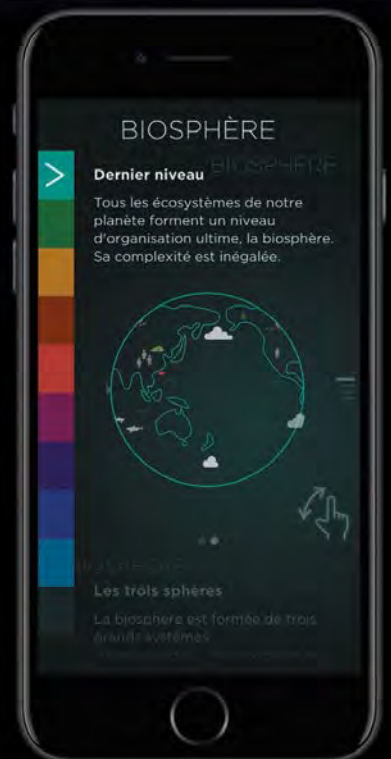 BIOSPHÈRE
BIOSPHÈRE
Dernier niveau
Tous les écosystèmes de notre
planète forment un niveau
d'organisation ultime, la biosphère.
Sa complexité est inégalée.
Les trois sphères
La biosphère est formée de trois
grands systèmes